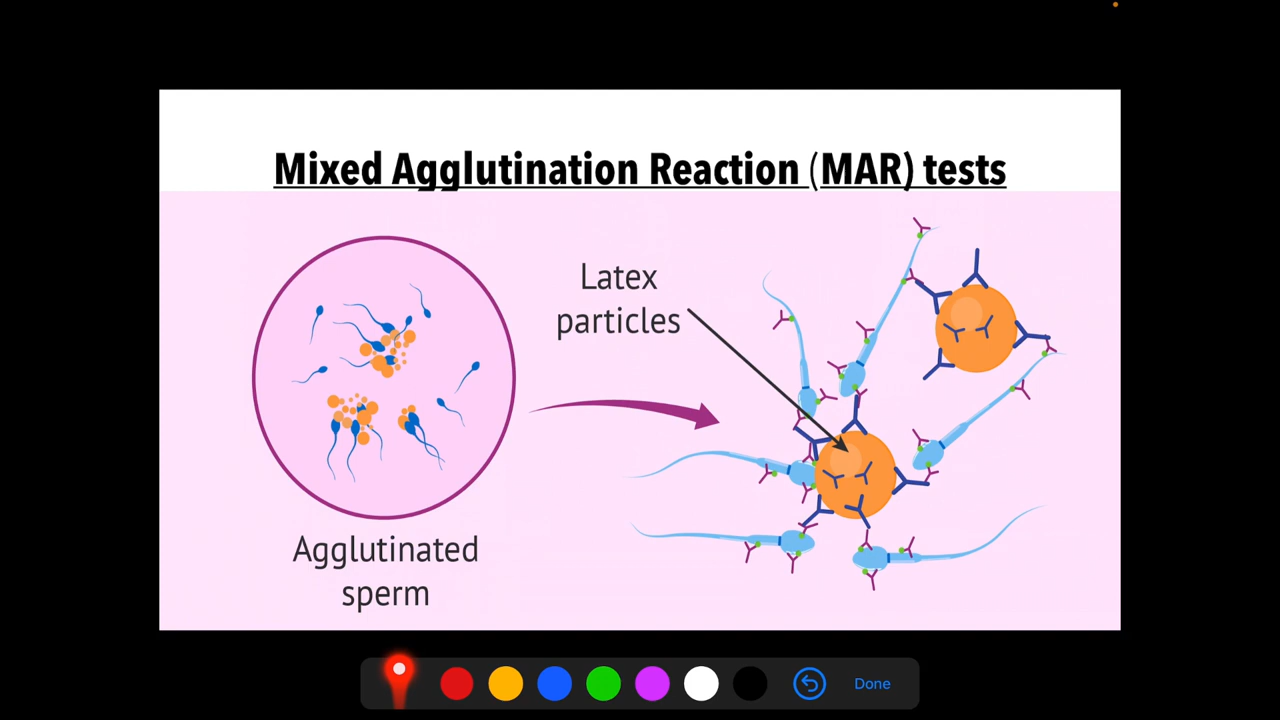 Mixed Agglutination Reaction (MAR) tests
Latex
particles
Agglutinated
sperm
Done